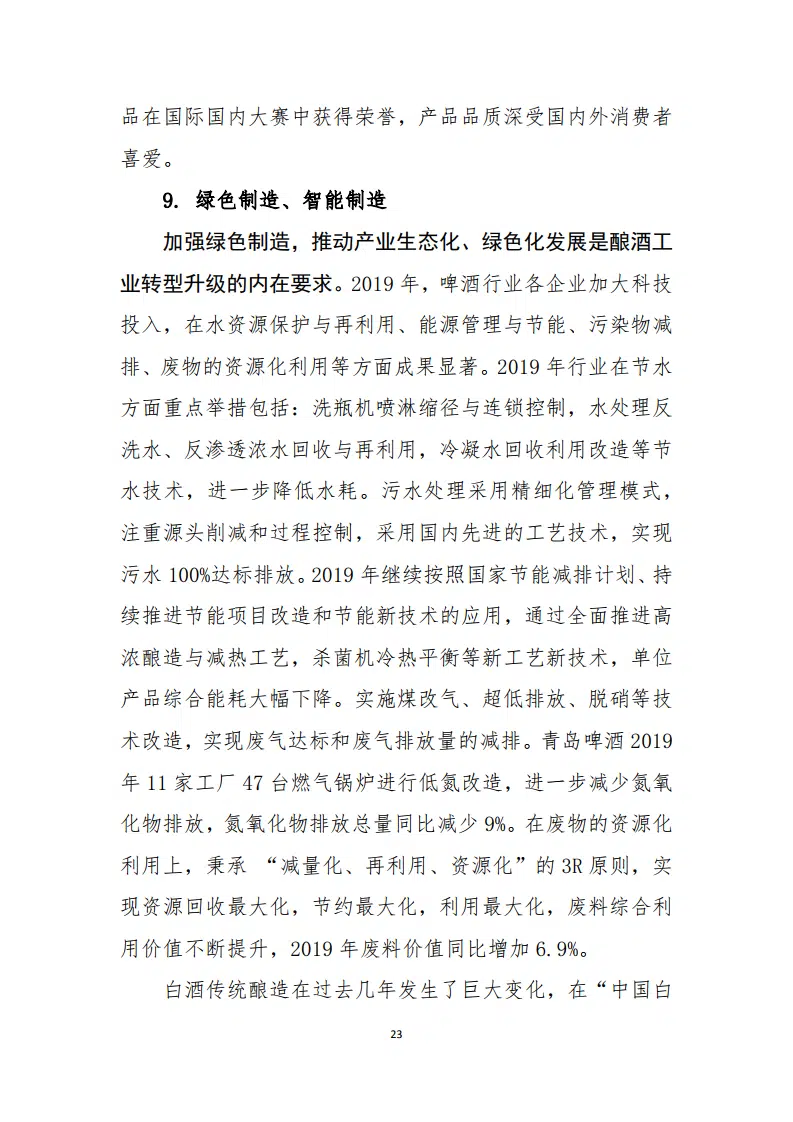 品在国际国内大赛中获得荣誉，产品品质深受国内外消费者
喜爱。
9. 绿色制造、智能制造
加强绿色制造，推动产业生态化、绿色化发展是酿酒工
业转型升级的内在要求。2019 年，啤酒行业各企业加大科技
投入，在水资源保护与再利用、能源管理与节能、污染物减
排、废物的资源化利用等方面成果显著。2019 年行业在节水
方面重点举措包括：洗瓶机喷淋缩径与连锁控制，水处理反
洗水、反渗透浓水回收与再利用，冷凝水回收利用改造等节
水技术，进一步降低水耗。污水处理采用精细化管理模式，
注重源头削减和过程控制，采用国内先进的工艺技术，实现
污水 100%达标排放。2019 年继续按照国家节能减排计划、持
续推进节能项目改造和节能新技术的应用，通过全面推进高
浓酿造与减热工艺，杀菌机冷热平衡等新工艺新技术，单位
产品综合能耗大幅下降。实施煤改气、超低排放、脱硝等技
术改造，实现废气达标和废气排放量的减排。青岛啤酒 2019
年 11 家工厂 47 台燃气锅炉进行低氮改造，进一步减少氮氧
化物排放，氮氧化物排放总量同比减少 9%。在废物的资源化
利用上，秉承 “减量化、再利用、资源化”的 3R 原则，实
现资源回收最大化，节约最大化，利用最大化，废料综合利
用价值不断提升，2019 年废料价值同比增加 6.9%。
白酒传统酿造在过去几年发生了巨大变化，在“中国白
23